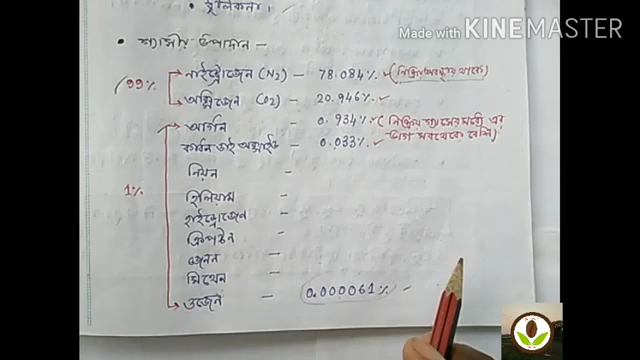 Made with KINEMASTER
• ধূলিকনা।
• গ্যাসীয় উপাদান –
99%
নাইট্রোজেন (N2) – 78.084% (নিষ্ক্রিয় অবস্থায় থাকে)
অক্সিজেন (O2) – 20.946%
1%
আর্গন – 0.934% (নিষ্ক্রিয় গ্যাসের মধ্যে এর
ভাগ সবথেকে বেশি)
কার্বন ডাই অক্সাইড – 0.033%
নিয়ন –
হিলিয়াম –
হাইড্রোজেন –
ক্রিপটন –
জেনন –
মিথেন –
ওজোন – 0.000061% –